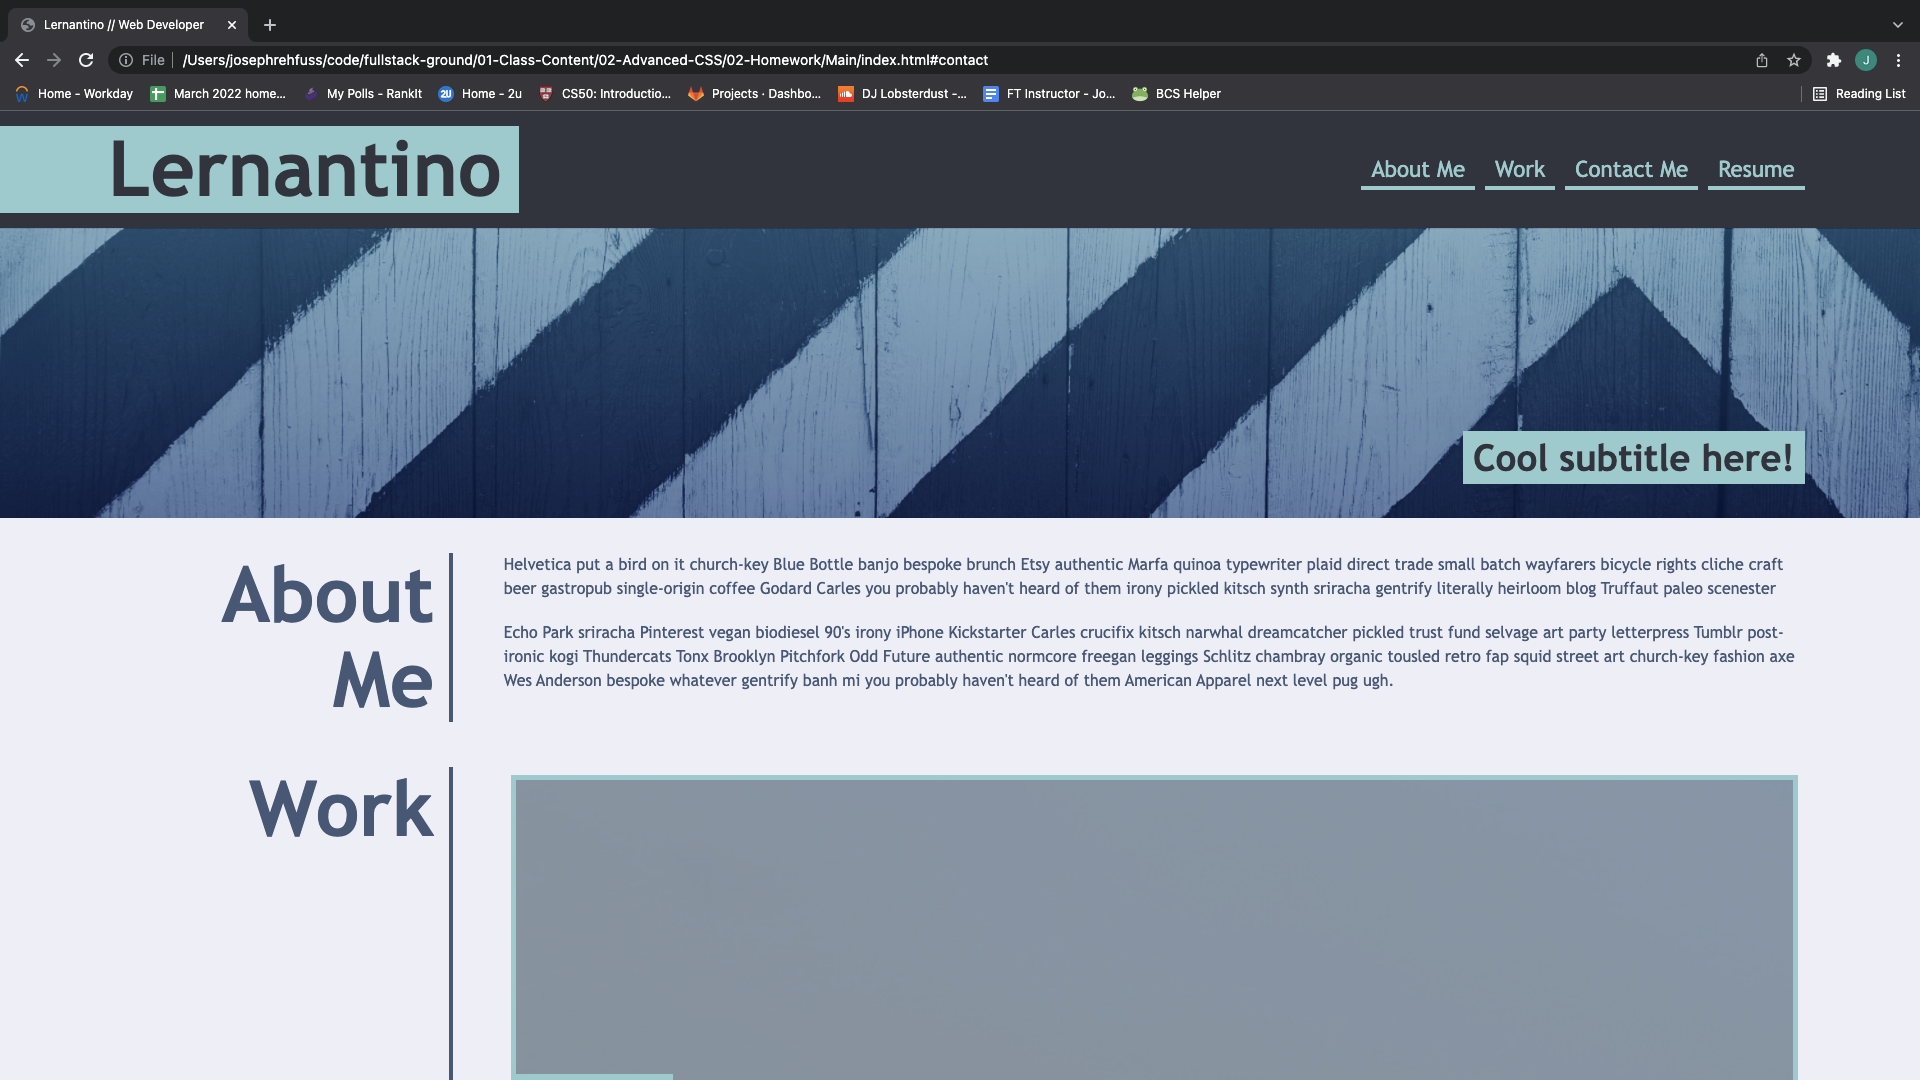 Lernantino // Web Developer
File
/Users/josephrehfuss/code/fullstack-ground/01-Class-Content/02-Advanced-CSS/02-Homework/Main/index.html#contact
J
Home - Workday
March 2022 home...
My Polls - RankIt
2U
Home - 2u
CS50: Introductio...
Projects · Dashbo...
DJ Lobsterdust -...
FT Instructor - Jo...
BCS Helper
Reading List
Lernantino
About Me
Work
Contact Me
Resume
Cool subtitle here!
About
Me
Helvetica put a bird on it church-key Blue Bottle banjo bespoke brunch Etsy authentic Marfa quinoa typewriter plaid direct trade small batch wayfarers bicycle rights cliche craft
beer gastropub single-origin coffee Godard Carles you probably haven't heard of them irony pickled kitsch synth sriracha gentrify literally heirloom blog Truffaut paleo scenester
Echo Park sriracha Pinterest vegan biodiesel 90's irony iPhone Kickstarter Carles crucifix kitsch narwhal dreamcatcher pickled trust fund selvage art party letterpress Tumblr post-
ironic kogi Thundercats Tonx Brooklyn Pitchfork Odd Future authentic normcore freegan leggings Schlitz chambray organic tousled retro fap squid street art church-key fashion axe
Wes Anderson bespoke whatever gentrify banh mi you probably haven't heard of them American Apparel next level pug ugh.
Work